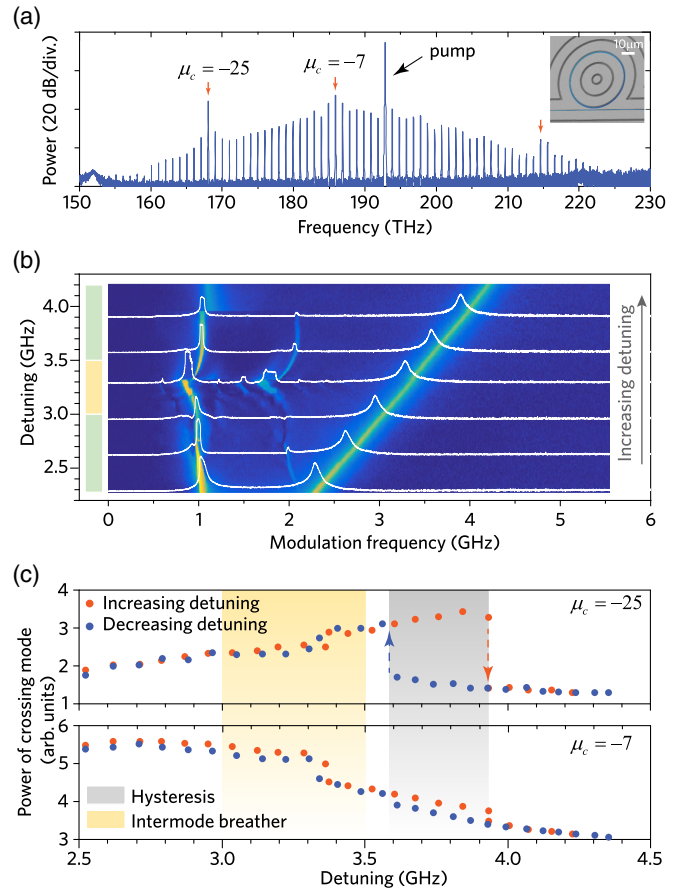 (a)
Power (20 dB/div.)
μc = −25
μc = −7
pump
10μm
150 160 170 180 190 200 210 220 230
Frequency (THz)
(b)
Detuning (GHz)
4.0
3.5
3.0
2.5
Increasing detuning
0 1 2 3 4 5 6
Modulation frequency (GHz)
(c)
Power of crossing mode
(arb. units)
4
3
2
1
Increasing detuning
Decreasing detuning
μc = −25
6
5
4
3
μc = −7
Hysteresis
Intermode breather
2.5 3.0 3.5 4.0 4.5
Detuning (GHz)